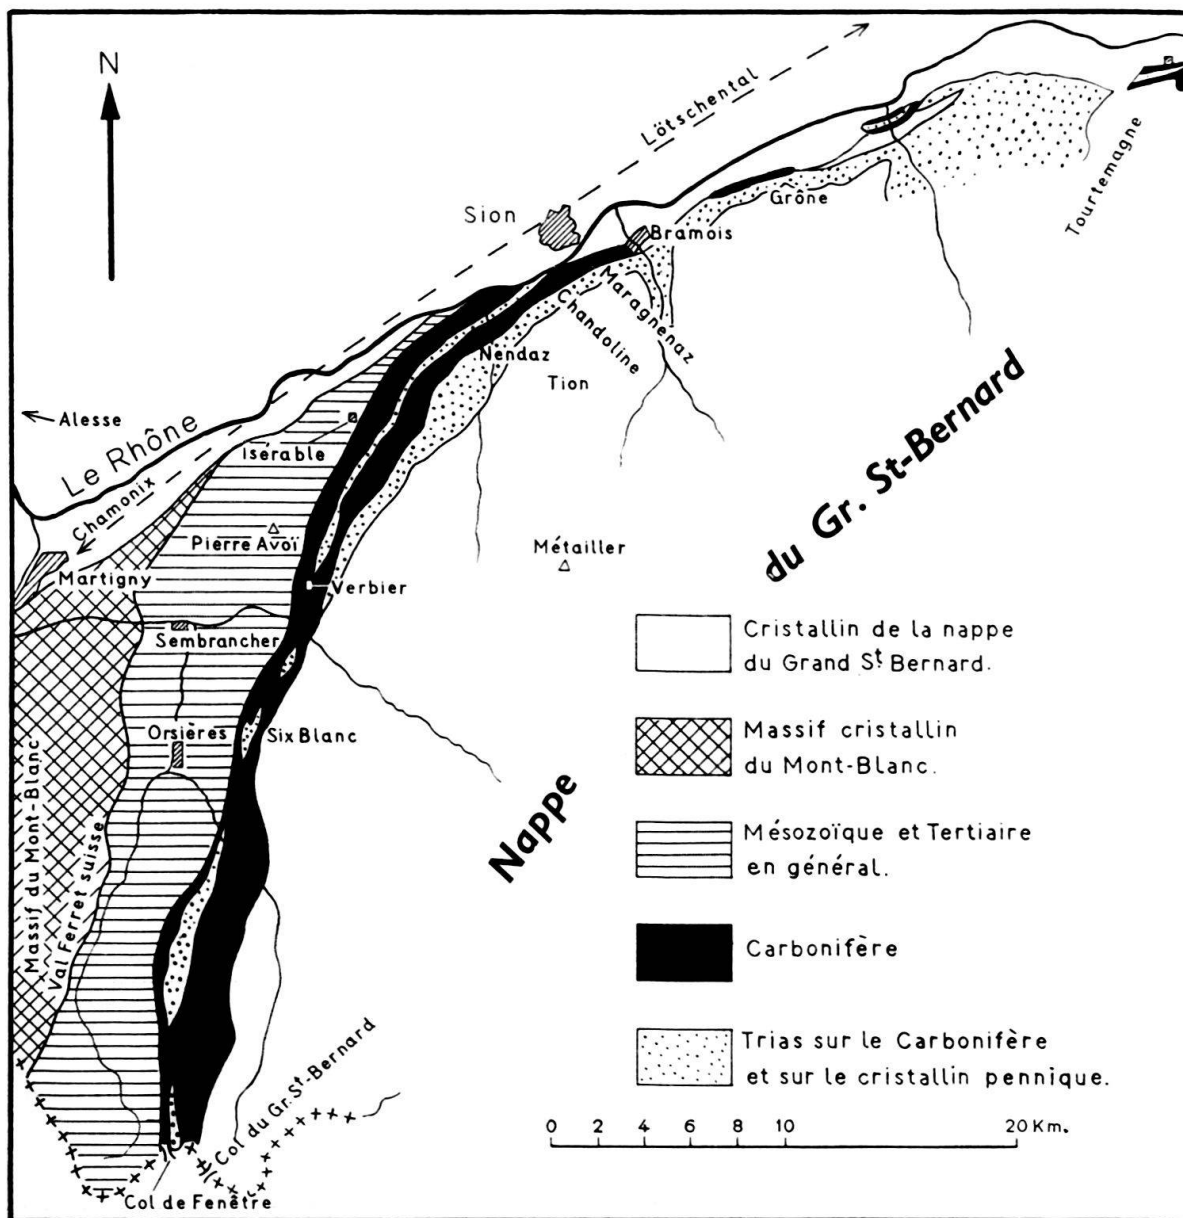 N
Lötschental
Sion
Bramois
Grône
Tourtemagne
Maragnenaz
Chandoline
Nendaz
Tion
Alesse
Le Rhône
Chamonix
Isérable
Pierre Avoï
Martigny
Verbier
Métailler
Sembrancher
Orsières
Six Blanc
Massif du Mont-Blanc
Val Ferret suisse
Nappe
du Gr. St-Bernard
Col du Gr. St-Bernard
Col de Fenêtre
Cristallin de la nappe
du Grand St Bernard.
Massif cristallin
du Mont-Blanc.
Mésozoïque et Tertiaire
en général.
Carbonifère
Trias sur le Carbonifère
et sur le cristallin pennique.
0 2 4 6 8 10 20 Km.